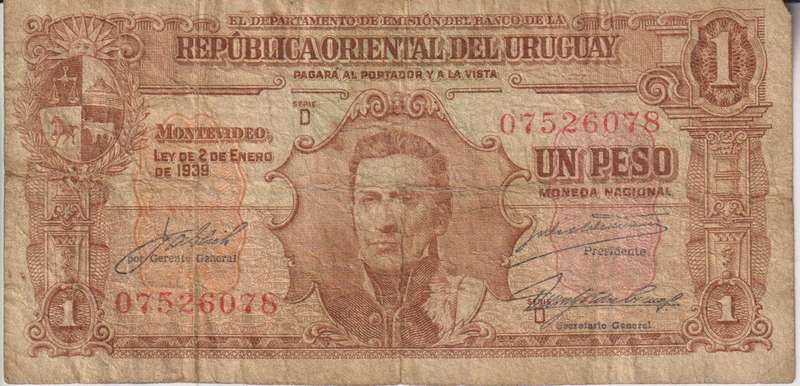 EL DEPARTAMENTO DE EMISIÓN DEL BANCO DE LA
REPÚBLICA ORIENTAL DEL URUGUAY
PAGARÁ AL PORTADOR Y A LA VISTA
1
SERIE
D
07526078
MONTEVIDEO,
LEY DE 2 DE ENERO
DE 1939
UN PESO
MONEDA NACIONAL
por Gerente General
Presidente
07526078
SERIE
D
Secretario General
1
1